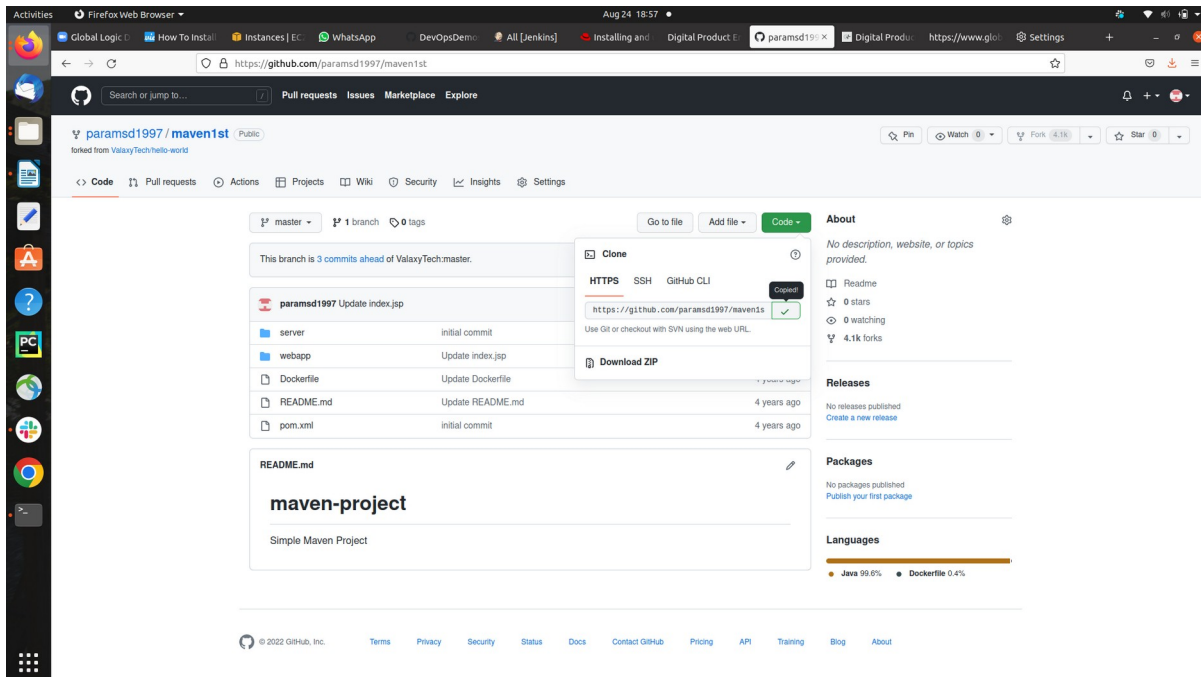 Activities Firefox Web Browser Aug 24 18:57
Global Logic D How To Install Instances | EC WhatsApp DevOpsDemo All [Jenkins] Installing and Digital Product E paramsd199 Digital Produc https://www.glob Settings
https://github.com/paramsd1997/maven1st
Search or jump to... / Pull requests Issues Marketplace Explore
paramsd1997 / maven1st Public Pin Watch 0 Fork 4.1k Star 0
forked from ValaxyTech/hello-world
Code Pull requests Actions Projects Wiki Security Insights Settings
master 1 branch 0 tags Go to file Add file Code About
No description, website, or topics
provided.
This branch is 3 commits ahead of ValaxyTech:master. Clone
HTTPS SSH GitHub CLI
Copied!
https://github.com/paramsd1997/maven1s
Use Git or checkout with SVN using the web URL.
Download ZIP
Readme
0 stars
0 watching
4.1k forks
paramsd1997 Update index.jsp
server initial commit
webapp Update index.jsp
Dockerfile Update Dockerfile years ago
README.md Update README.md 4 years ago
pom.xml initial commit 4 years ago
Releases
No releases published
Create a new release
README.md
maven-project
Simple Maven Project
Packages
No packages published
Publish your first package
Languages
Java 99.6% Dockerfile 0.4%
© 2022 GitHub, Inc. Terms Privacy Security Status Docs Contact GitHub Pricing API Training Blog About
PC